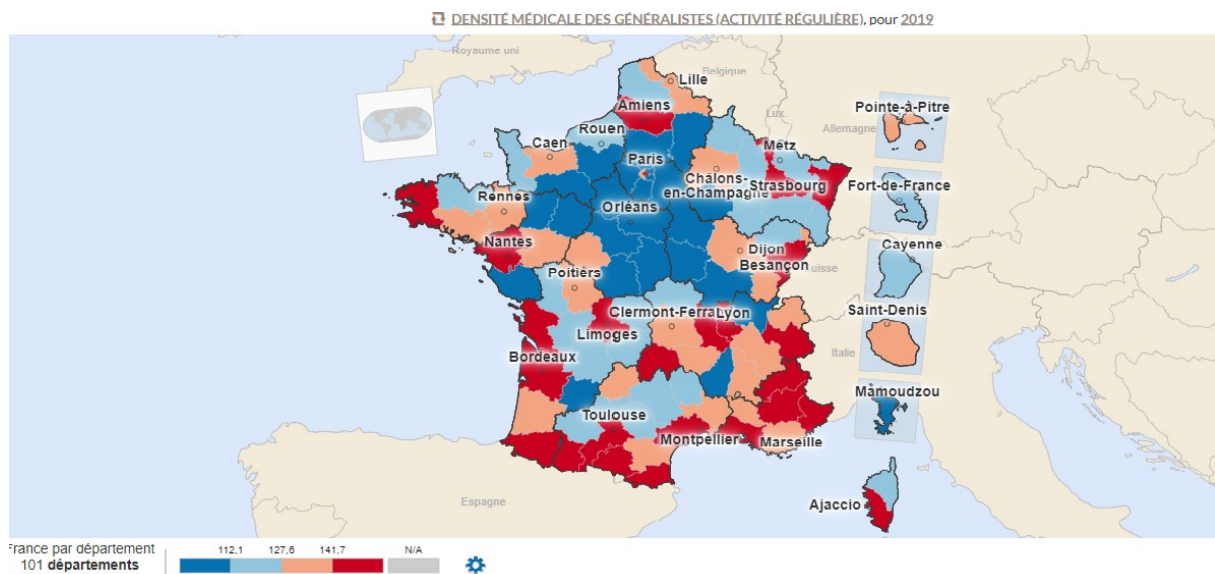 DENSITÉ MÉDICALE DES GÉNÉRALISTES (ACTIVITÉ RÉGULIÈRE), pour 2019
Royaume uni
Belgique
Lille
Amiens
Lux.
Allemagne
Pointe-à-Pitre
Rouen
Caen
Metz
Paris
Châlons-
en-Champagne
Strasbourg
Fort-de-France
Rennes
Orléans
Nantes
Dijon
Cayenne
Besançon
Suisse
Poitiers
Clermont-Ferra
Lyon
Saint-Denis
Limoges
Italie
Bordeaux
Mamoudzou
Toulouse
Montpellier
Marseille
Espagne
Ajaccio
France par département
101 départements
112,1 127,6 141,7 N/A